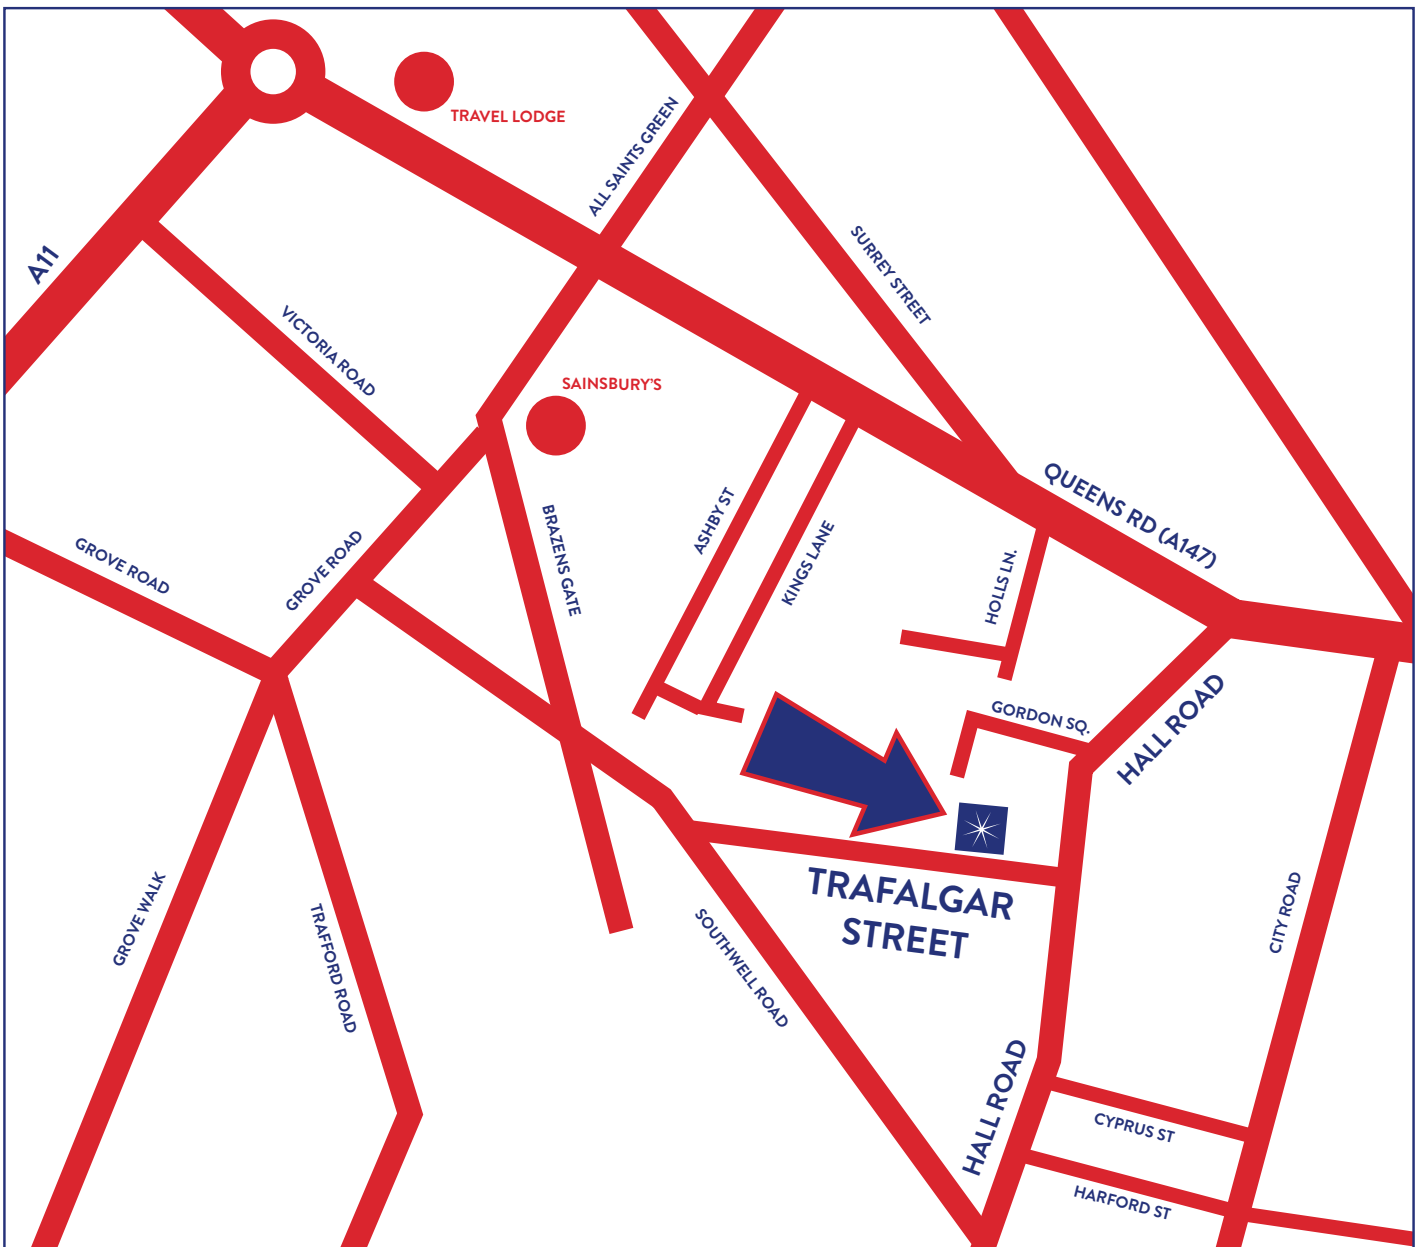 TRAVEL LODGE
ALL SAINTS GREEN
A11
SURREY STREET
VICTORIA ROAD
SAINSBURY'S
QUEENS RD (A147)
ASHBY ST
BRAZENS GATE
KINGS LANE
GROVE ROAD
GROVE ROAD
HOLLS LN.
GORDON SQ.
HALL ROAD
TRAFALGAR
STREET
GROVE WALK
TRAFFORD ROAD
SOUTHWELL ROAD
CITY ROAD
HALL ROAD
CYPRUS ST
HARFORD ST